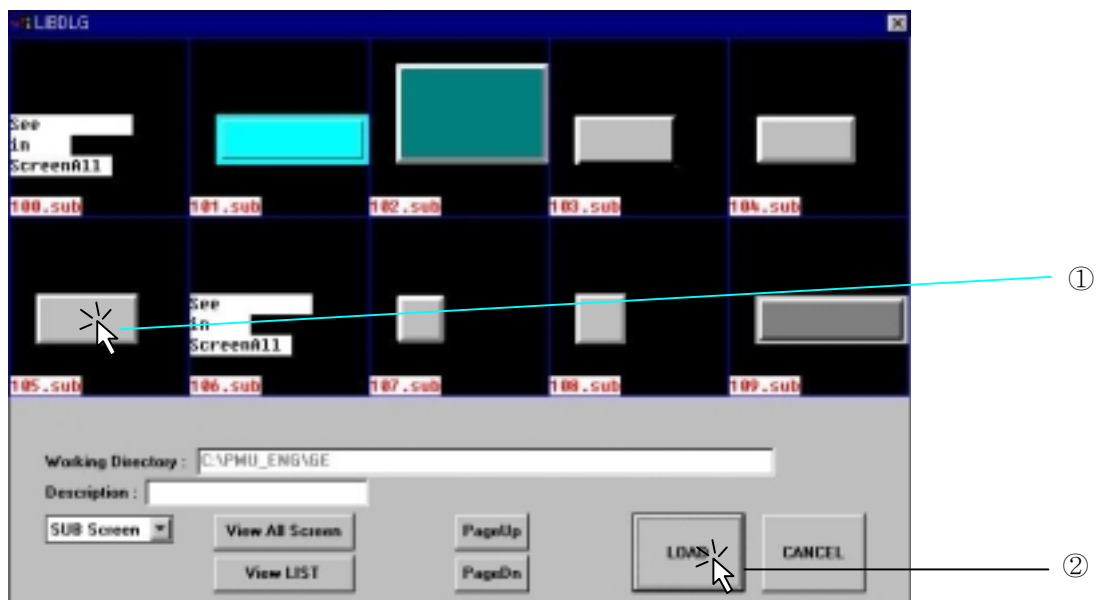 LIBDLG
See
in
ScreenAll
100.sub
101.sub
102.sub
103.sub
104.sub
①
See
in
ScreenAll
105.sub
106.sub
107.sub
108.sub
109.sub
Working Directory : C:\PMU_ENG\GE
Description :
SUB Screen
View All Screen
PageUp
LOAD
CANCEL
②
View LIST
PageDn